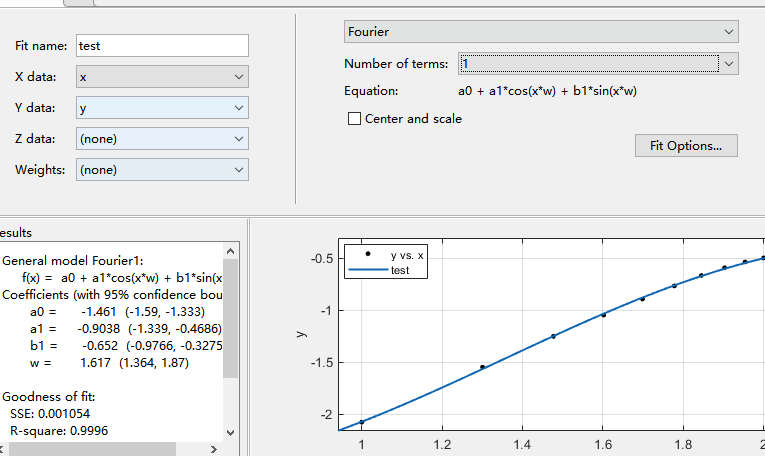 Fit name: test
X data: x
Y data: y
Z data: (none)
Weights: (none)
Fourier
Number of terms: 1
Equation: a0 + a1*cos(x*w) + b1*sin(x*w)
Center and scale
Fit Options...
esults
General model Fourier1:
f(x) = a0 + a1*cos(x*w) + b1*sin(x
Coefficients (with 95% confidence bou
a0 = -1.461 (-1.59, -1.333)
a1 = -0.9038 (-1.339, -0.4686)
b1 = -0.652 (-0.9766, -0.3275
w = 1.617 (1.364, 1.87)
Goodness of fit:
SSE: 0.001054
R-square: 0.9996
y vs. x
test
-0.5
-1
-1.5
-2
y
1 1.2 1.4 1.6 1.8 2